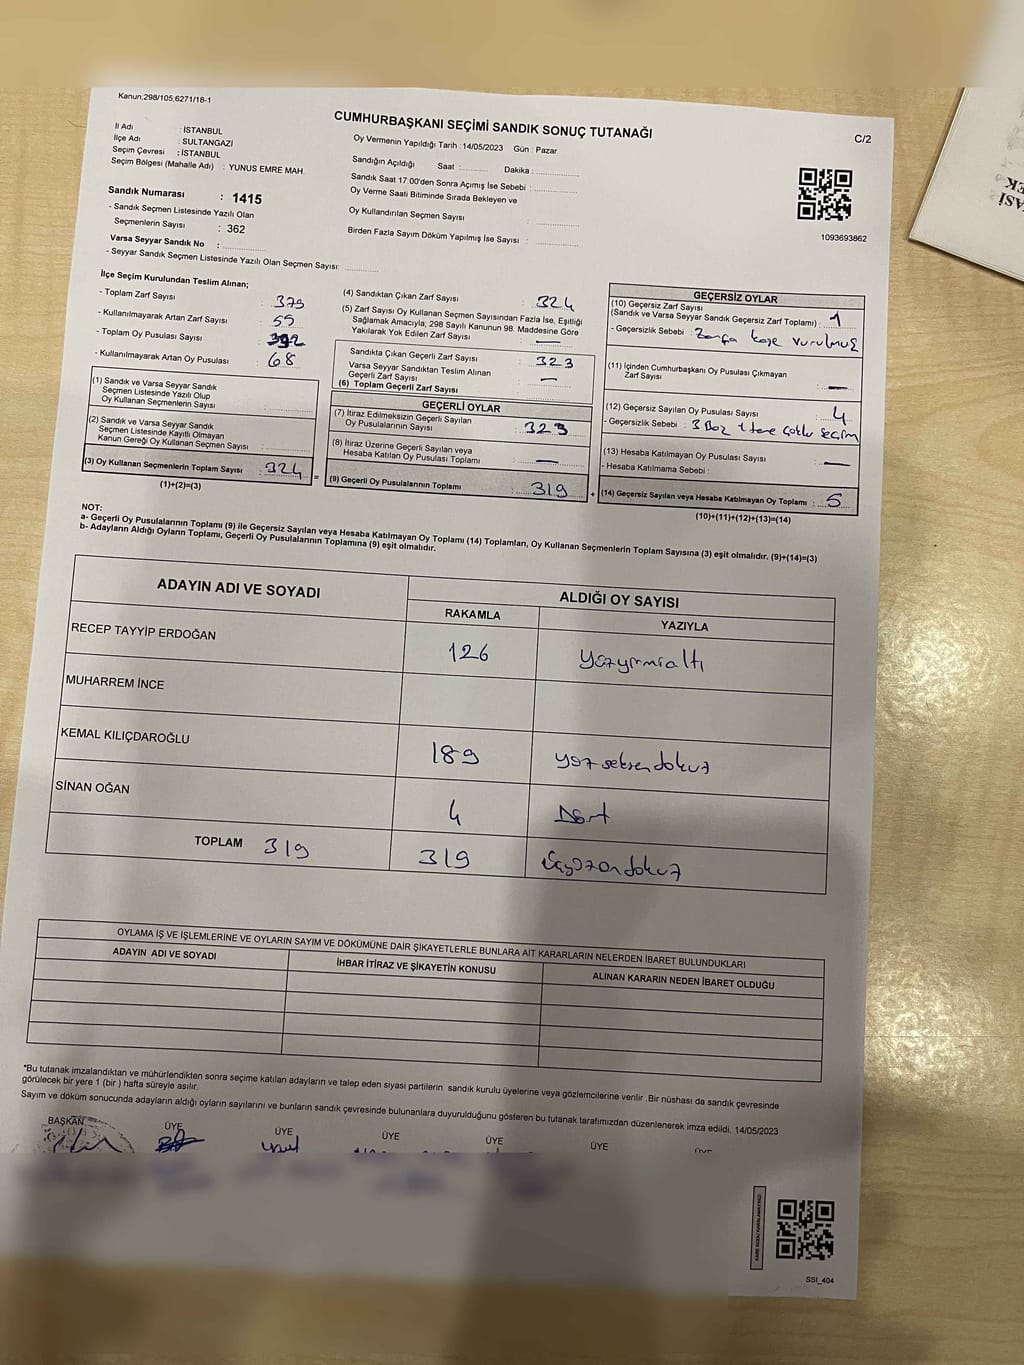 Kanun;298/105;6271/18-1
CUMHURBAŞKANI SEÇİMİ SANDIK SONUÇ TUTANAĞI
C/2
İl Adı : İSTANBUL
İlçe Adı : SULTANGAZİ
Seçim Çevresi : İSTANBUL
Seçim Bölgesi (Mahalle Adı) : YUNUS EMRE MAH.
Oy Vermenin Yapıldığı Tarih : 14/05/2023 Gün : Pazar
Sandığın Açıldığı Saat : Dakika :
Sandık Saat 17:00'den Sonra Açımış İse Sebebi :
Oy Verme Saati Bitiminde Sırada Bekleyen ve
Oy Kullandırılan Seçmen Sayısı :
Birden Fazla Sayım Döküm Yapılmış İse Sayısı :
1093693862
Sandık Numarası : 1415
- Sandık Seçmen Listesinde Yazılı Olan
Seçmenlerin Sayısı : 362
Varsa Seyyar Sandık No :
- Seyyar Sandık Seçmen Listesinde Yazılı Olan Seçmen Sayısı:
İlçe Seçim Kurulundan Teslim Alınan;
- Toplam Zarf Sayısı : 379
- Kullanılmayarak Artan Zarf Sayısı : 55
- Toplam Oy Pusulası Sayısı : 392
- Kullanılmayarak Artan Oy Pusulası : 68
(1) Sandık ve Varsa Seyyar Sandık
Seçmen Listesinde Yazılı Olup
Oy Kullanan Seçmenlerin Sayısı :
(2) Sandık ve Varsa Seyyar Sandık
Seçmen Listesinde Kayıtlı Olmayan
Kanun Gereği Oy Kullanan Seçmen Sayısı :
(3) Oy Kullanan Seçmenlerin Toplam Sayısı : 324
(1)+(2)=(3)
=
(4) Sandıktan Çıkan Zarf Sayısı : 324
(5) Zarf Sayısı Oy Kullanan Seçmen Sayısından Fazla İse, Eşitliği
Sağlamak Amacıyla, 298 Sayılı Kanunun 98. Maddesine Göre
Yakılarak Yok Edilen Zarf Sayısı : —
Sandıkta Çıkan Geçerli Zarf Sayısı : 323
Varsa Seyyar Sandıktan Teslim Alınan
Geçerli Zarf Sayısı : —
(6) Toplam Geçerli Zarf Sayısı
GEÇERLİ OYLAR
(7) İtiraz Edilmeksizin Geçerli Sayılan
Oy Pusulalarının Sayısı : 323
(8) İtiraz Üzerine Geçerli Sayılan veya
Hesaba Katılan Oy Pusulası Toplamı : —
(9) Geçerli Oy Pusulalarının Toplamı : 319
+
GEÇERSİZ OYLAR
(10) Geçersiz Zarf Sayısı
(Sandık ve Varsa Seyyar Sandık Geçersiz Zarf Toplamı) : 1
- Geçersizlik Sebebi : Zarfa kaşe vurulmuş
(11) İçinden Cumhurbaşkanı Oy Pusulası Çıkmayan
Zarf Sayısı : —
(12) Geçersiz Sayılan Oy Pusulası Sayısı : 4
- Geçersizlik Sebebi : 3 Boz 1 tane çoklu seçim
(13) Hesaba Katılmayan Oy Pusulası Sayısı : —
- Hesaba Katılmama Sebebi :
(14) Geçersiz Sayılan veya Hesaba Katılmayan Oy Toplamı : 5
(10)+(11)+(12)+(13)=(14)
NOT:
a- Geçerli Oy Pusulalarının Toplamı (9) ile Geçersiz Sayılan veya Hesaba Katılmayan Oy Toplamı (14) Toplamları, Oy Kullanan Seçmenlerin Toplam Sayısına (3) eşit olmalıdır. (9)+(14)=(3)
b- Adayların Aldığı Oyların Toplamı, Geçerli Oy Pusulalarının Toplamına (9) eşit olmalıdır.
ADAYIN ADI VE SOYADI
ALDIĞI OY SAYISI
RAKAMLA YAZIYLA
RECEP TAYYİP ERDOĞAN 126 yüzyirmialtı
MUHARREM İNCE
KEMAL KILIÇDAROĞLU 189 yüz seksendokuz
SİNAN OĞAN 4 Dört
TOPLAM 319 319 üçyüzondokuz
OYLAMA İŞ VE İŞLEMLERİNE VE OYLARIN SAYIM VE DÖKÜMÜNE DAİR ŞİKAYETLERLE BUNLARA AİT KARARLARIN NELERDEN İBARET BULUNDUKLARI
ADAYIN ADI VE SOYADI İHBAR İTİRAZ VE ŞİKAYETİN KONUSU ALINAN KARARIN NEDEN İBARET OLDUĞU
*Bu tutanak imzalandıktan ve mühürlendikten sonra seçime katılan adayların ve talep eden siyasi partilerin sandık kurulu üyelerine veya gözlemcilerine verilir .Bir nüshası da sandık çevresinde
görülecek bir yere 1 (bir ) hafta süreyle asılır.
Sayım ve döküm sonucunda adayların aldığı oyların sayılarını ve bunların sandık çevresinde bulunanlara duyurulduğunu gösteren bu tutanak tarafımızdan düzenlenerek imza edildi. 14/05/2023
BAŞKAN ÜYE ÜYE ÜYE ÜYE ÜYE ÜYE
SSİ_404